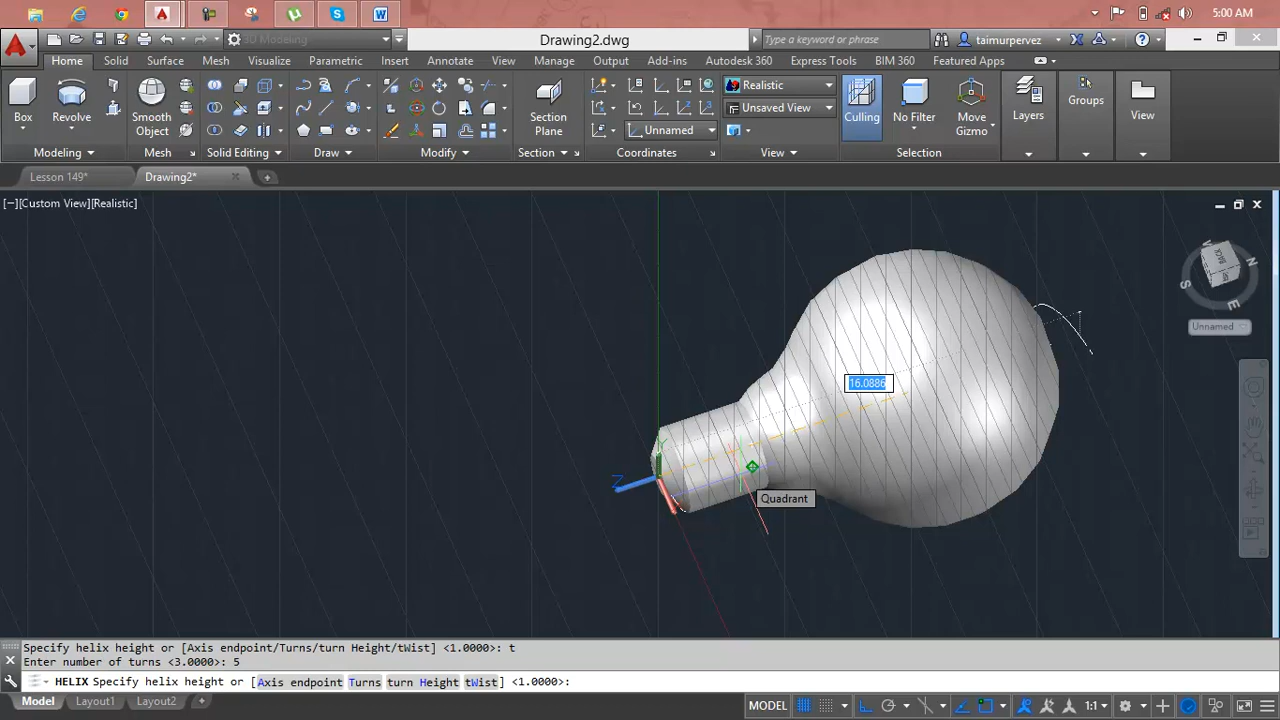 5:00 AM
3D Modeling
Drawing2.dwg
Type a keyword or phrase
taimurpervez
Home Solid Surface Mesh Visualize Parametric Insert Annotate View Manage Output Add-ins Autodesk 360 Express Tools BIM 360 Featured Apps
Realistic
Unsaved View
Unnamed
Box Revolve Smooth Object Section Plane Culling No Filter Move Gizmo Layers Groups View
Modeling Mesh Solid Editing Draw Modify Section Coordinates View Selection
Lesson 149* Drawing2*
[−][Custom View][Realistic]
BACK
N
S
E
Unnamed
16.0886
Y
Z
Quadrant
Specify helix height or [Axis endpoint/Turns/turn Height/tWist] <1.0000>: t
Enter number of turns <3.0000>: 5
HELIX Specify helix height or [Axis endpoint Turns turn Height tWist] <1.0000>:
Model Layout1 Layout2 +
MODEL 1:1